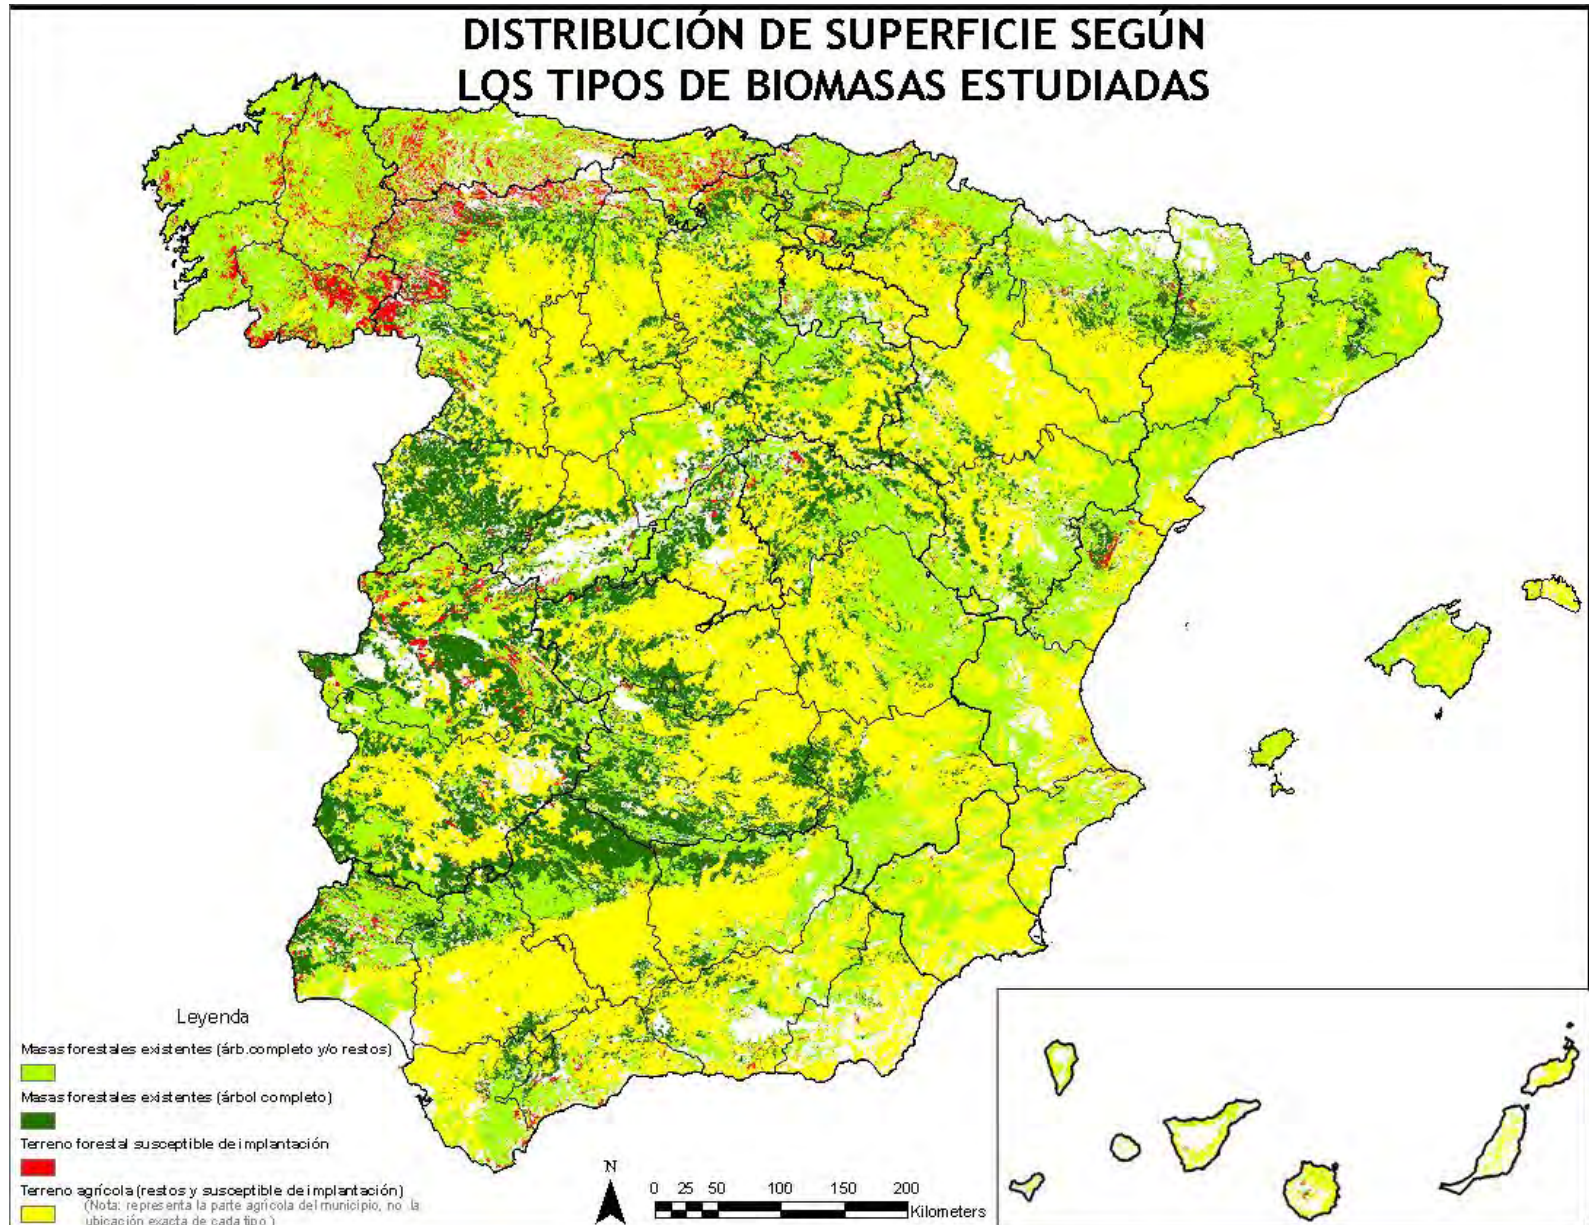 DISTRIBUCIÓN DE SUPERFICIE SEGÚN
LOS TIPOS DE BIOMASAS ESTUDIADAS
Leyenda
Masas forestales existentes (árb.completo y/o restos)
Masas forestales existentes (árbol completo)
Terreno forestal susceptible de implantación
Terreno agrícola (restos y susceptible de implantación)
(Nota: representa la parte agrícola del municipio, no la
ubicación exacta de cada tipo )
N
0 25 50 100 150 200
Kilometers